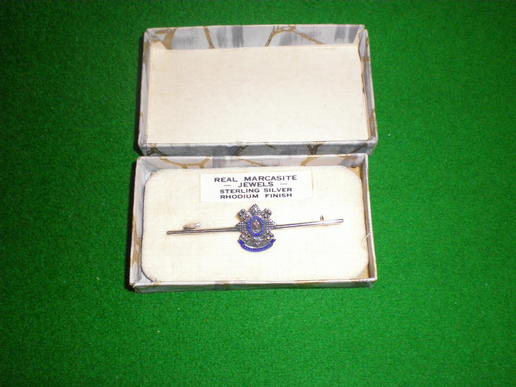 REAL MARCASITE
— JEWELS —
STERLING SILVER
RHODIUM FINISH